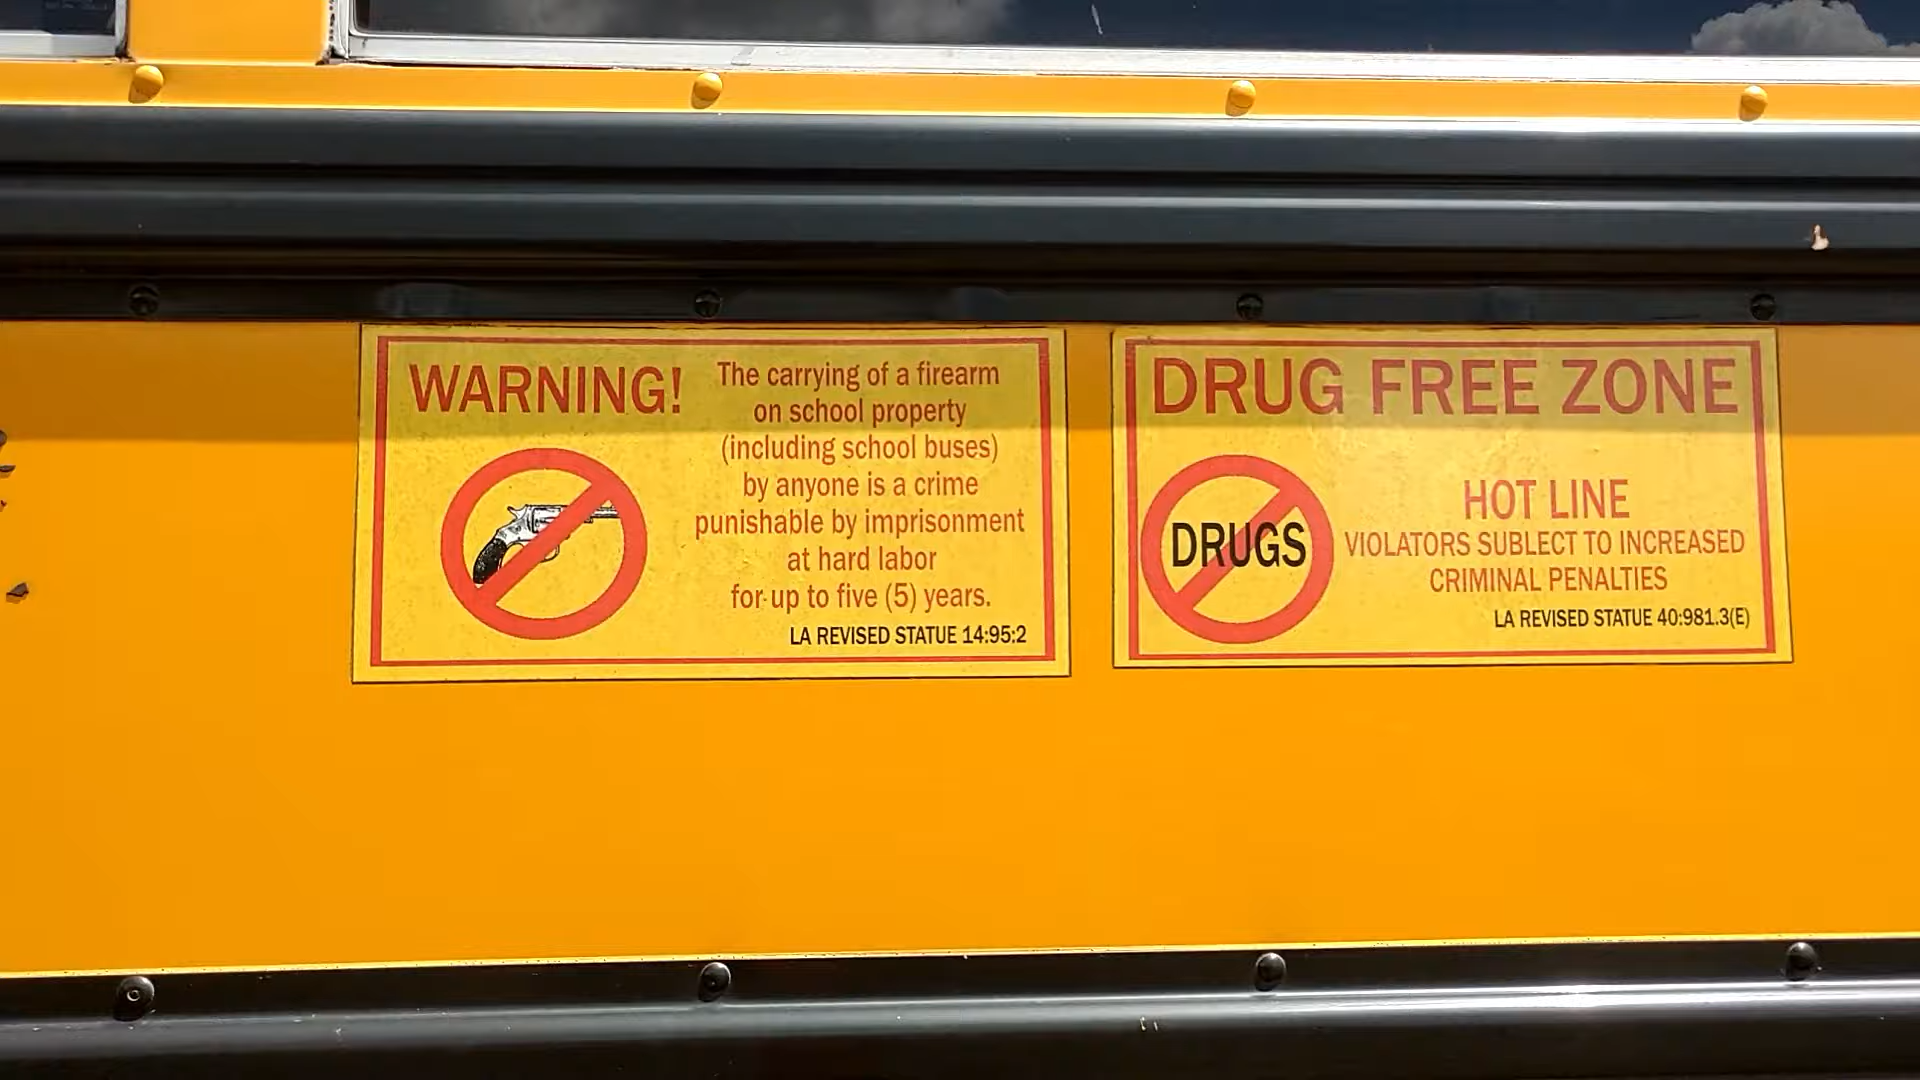 WARNING!
The carrying of a firearm
on school property
(including school buses)
by anyone is a crime
punishable by imprisonment
at hard labor
for up to five (5) years.
LA REVISED STATUE 14:95:2
DRUG FREE ZONE
DRUGS
HOT LINE
VIOLATORS SUBLECT TO INCREASED
CRIMINAL PENALTIES
LA REVISED STATUE 40:981.3(E)